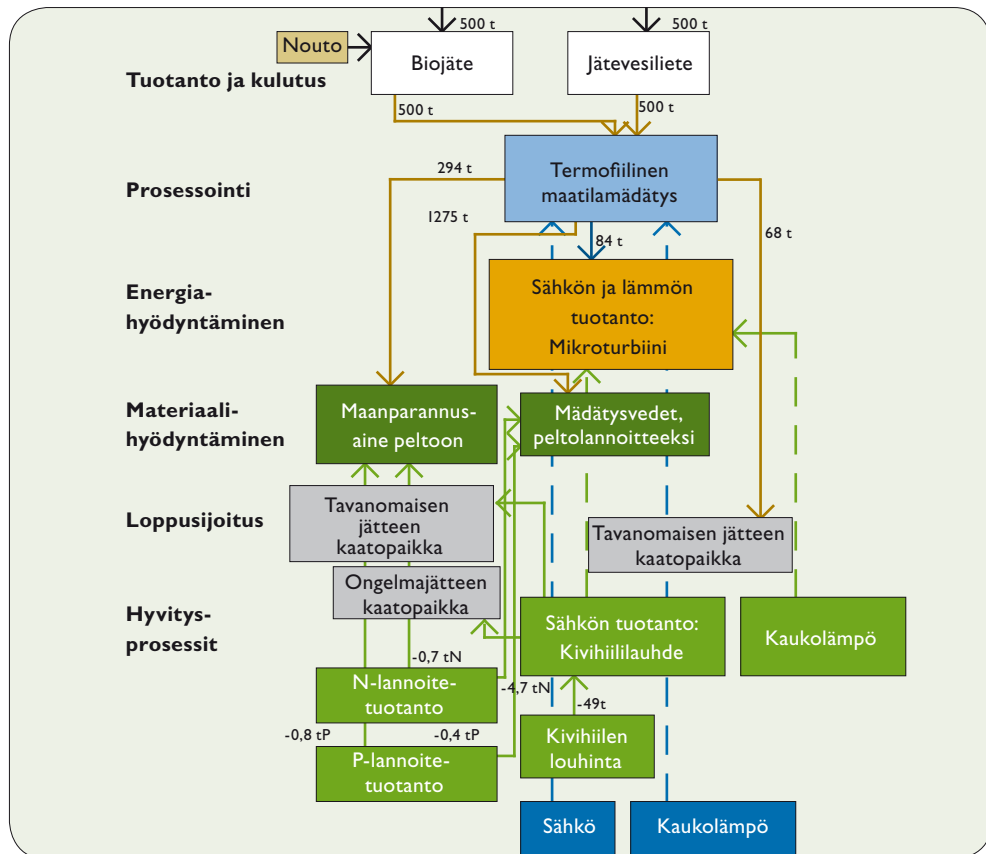 500 t
500 t
Nouto
Biojäte
Jätevesiliete
Tuotanto ja kulutus
500 t
500 t
Termofiilinen
maatilamädätys
294 t
Prosessointi
1275 t
84 t
68 t
Sähkön ja lämmön
tuotanto:
Mikroturbiini
Energia-
hyödyntäminen
Materiaali-
hyödyntäminen
Maanparannus-
aine peltoon
Mädätysvedet,
peltolannoitteeksi
Loppusijoitus
Tavanomaisen
jätteen
kaatopaikka
Tavanomaisen jätteen
kaatopaikka
Ongelmajätteen
kaatopaikka
Hyvitys-
prosessit
Sähkön tuotanto:
Kivihiililauhde
Kaukolämpö
-0,7 tN
N-lannoite-
tuotanto
-4,7 tN
-49t
-0,8 tP
-0,4 tP
P-lannoite-
tuotanto
Kivihiilen
louhinta
Sähkö
Kaukolämpö